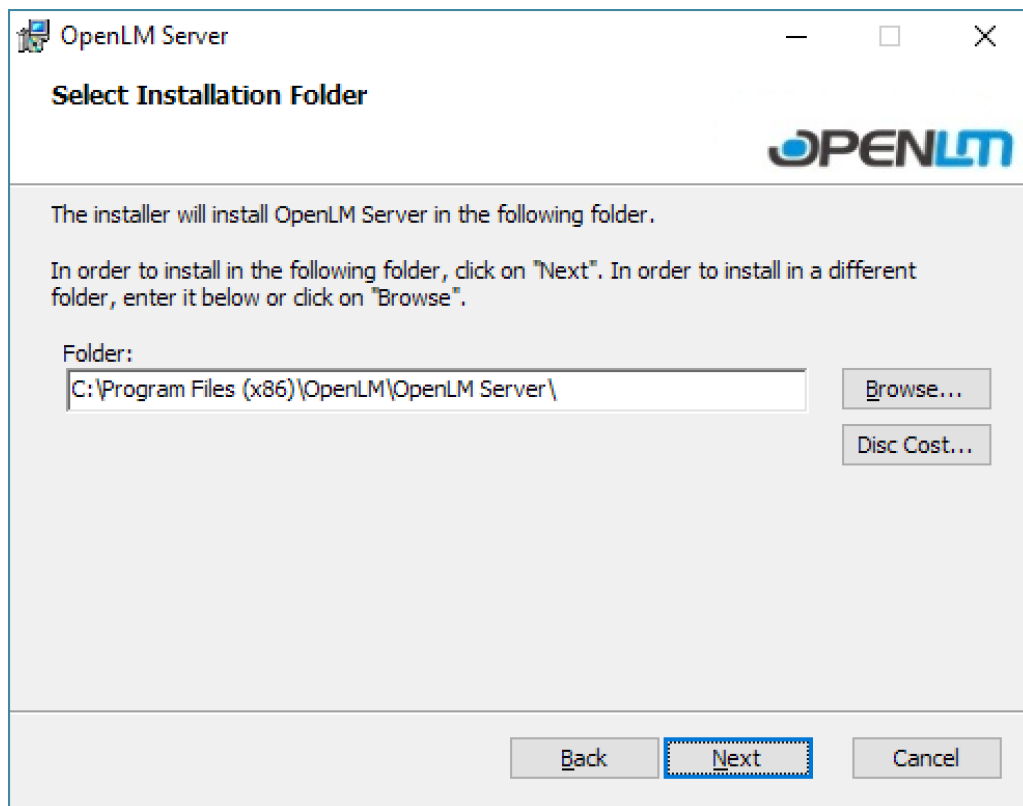 OpenLM Server
Select Installation Folder
OPENLM
The installer will install OpenLM Server in the following folder.
In order to install in the following folder, click on "Next". In order to install in a different
folder, enter it below or click on "Browse".
Folder:
C:\Program Files (x86)\OpenLM\OpenLM Server\
Browse...
Disc Cost...
Back
Next
Cancel